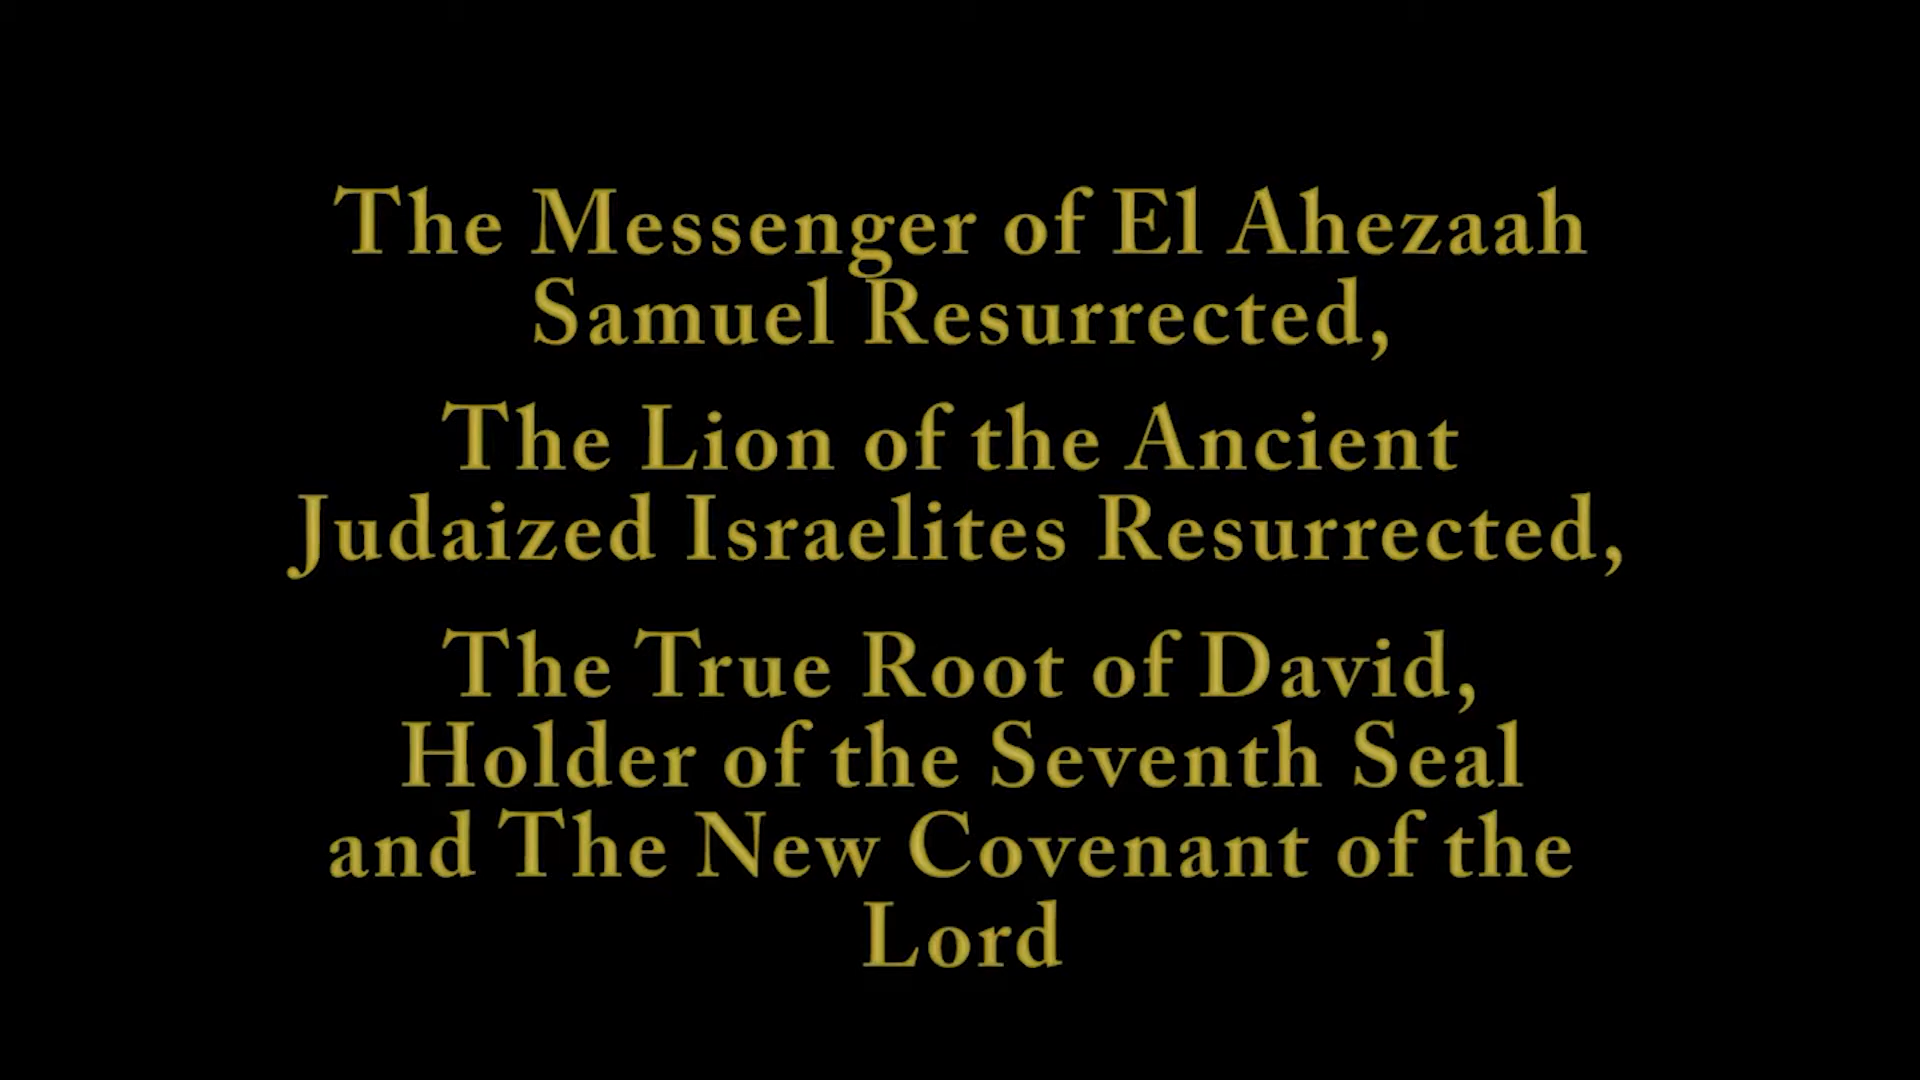 The Messenger of El Ahezaah
Samuel Resurrected,
The Lion of the Ancient
Judaized Israelites Resurrected,
The True Root of David,
Holder of the Seventh Seal
and The New Covenant of the
Lord